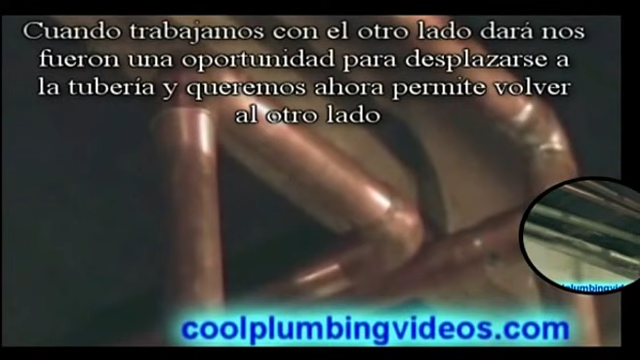 Cuando trabajamos con el otro lado dará nos
fueron una oportunidad para desplazarse a
la tubería y queremos ahora permite volver
al otro lado
coolplumbingvideos.com